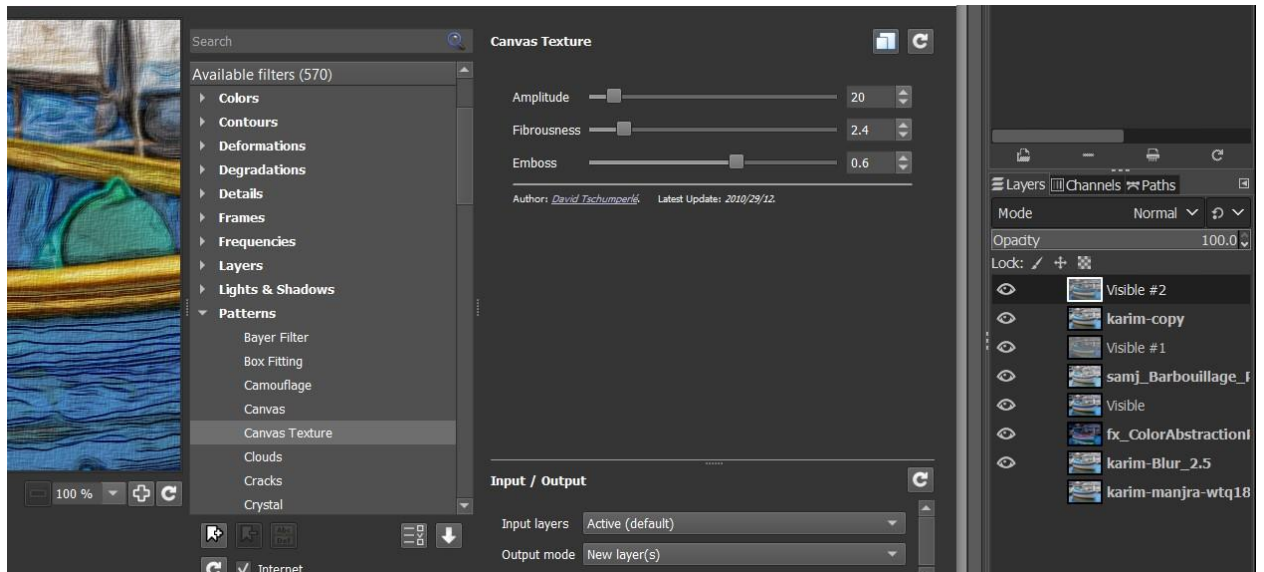 Search
Available filters (570)
Colors
Contours
Deformations
Degradations
Details
Frames
Frequencies
Layers
Lights & Shadows
Patterns
Bayer Filter
Box Fitting
Camouflage
Canvas
Canvas Texture
Clouds
Cracks
Crystal
100 %
Internet
Canvas Texture
Amplitude 20
Fibrousness 2.4
Emboss 0.6
Author: David Tschumperlé. Latest Update: 2010/29/12.
Input / Output
Input layers Active (default)
Output mode New layer(s)
Layers Channels Paths
Mode Normal
Opacity 100.0
Lock:
Visible #2
karim-copy
Visible #1
samj_Barbouillage_
Visible
fx_ColorAbstraction
karim-Blur_2.5
karim-manjra-wtq18